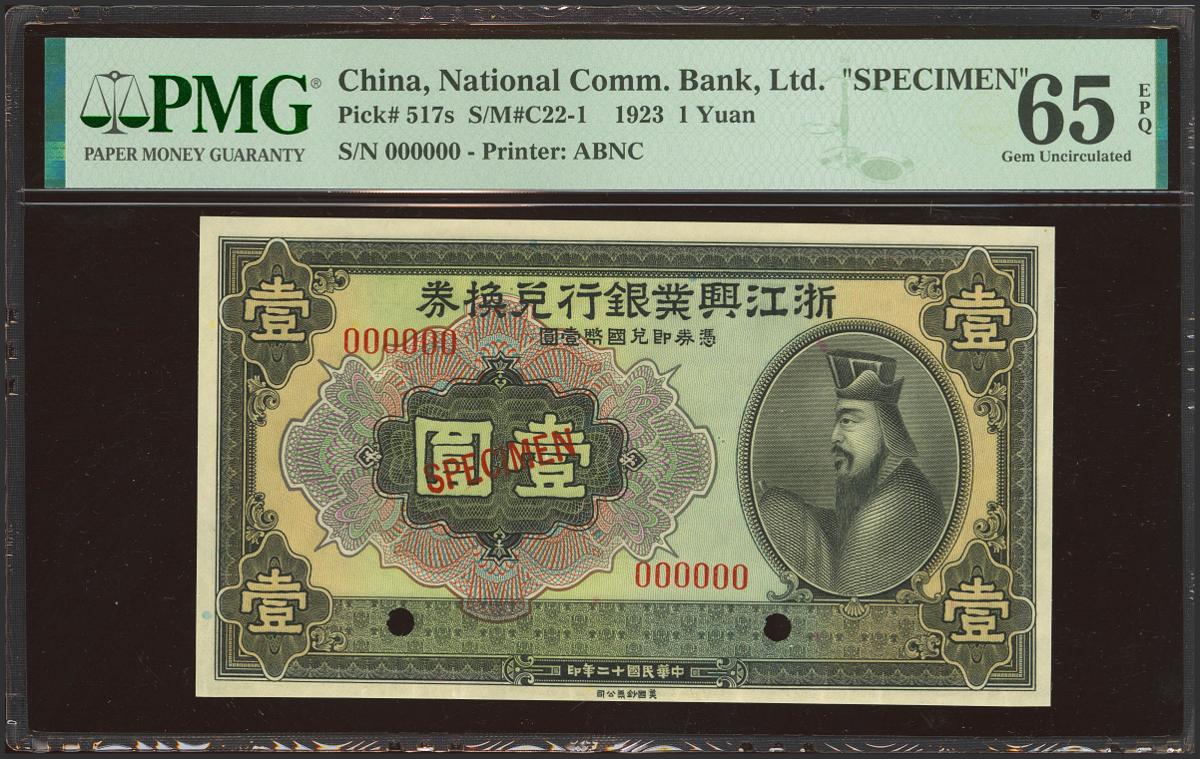 PMG®
PAPER MONEY GUARANTY
China, National Comm. Bank, Ltd. "SPECIMEN"
Pick# 517s S/M#C22-1 1923 1 Yuan
S/N 000000 - Printer: ABNC
65
EPQ
Gem Uncirculated
壹
壹
浙江興業銀行兌換券
憑券即兌國幣壹圓
000000
壹圓
SPECIMEN
000000
壹
壹
中華民國十二年印
美國鈔票公司